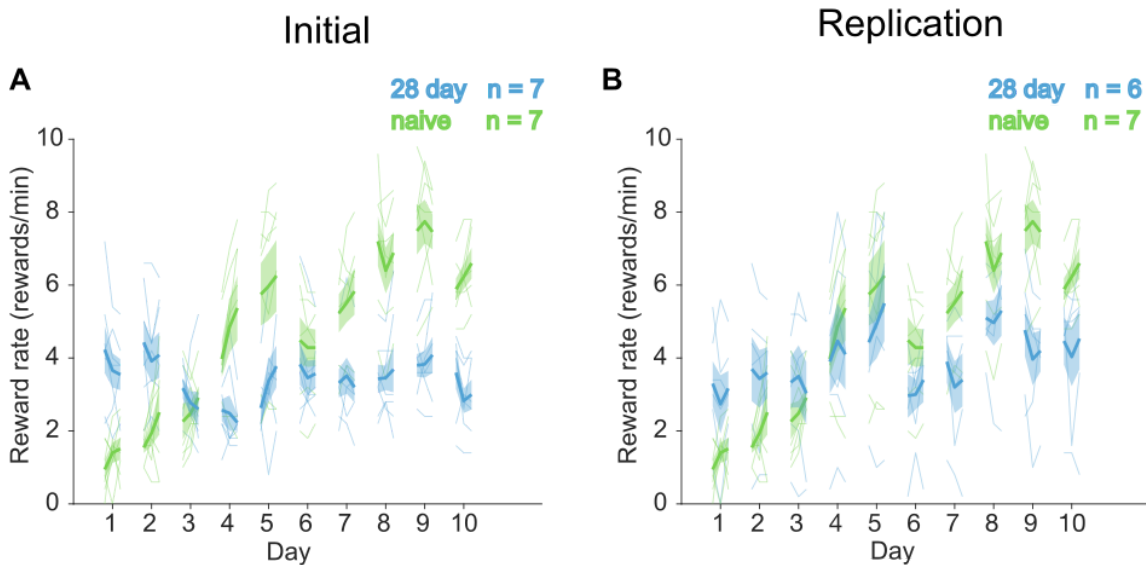 Initial
Replication
A
28 day n = 7
naive n = 7
10
8
6
4
2
0
Reward rate (rewards/min)
1 2 3 4 5 6 7 8 9 10
Day
B
28 day n = 6
naive n = 7
10
8
6
4
2
0
Reward rate (rewards/min)
1 2 3 4 5 6 7 8 9 10
Day